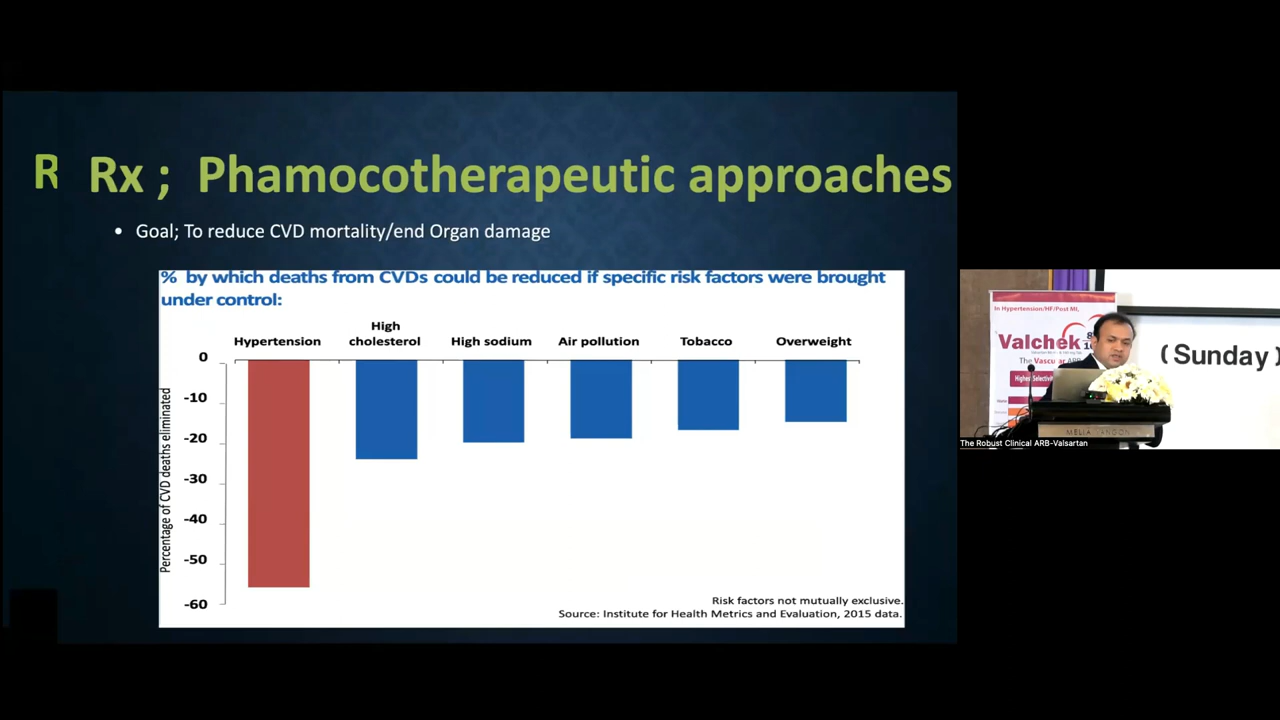 R
Rx ; Phamocotherapeutic approaches
• Goal; To reduce CVD mortality/end Organ damage
% by which deaths from CVDs could be reduced if specific risk factors were brought
under control:
Hypertension
High
cholesterol
High sodium
Air pollution
Tobacco
Overweight
0
-10
-20
-30
-40
-50
-60
Percentage of CVD deaths eliminated
Risk factors not mutually exclusive.
Source: Institute for Health Metrics and Evaluation, 2015 data.
In Hypertension/HF/Post MI,
Valchek
The Vascular ARB
Highest Selectivity
(Sunday)
MELIA YANGON
The Robust Clinical ARB-Valsartan